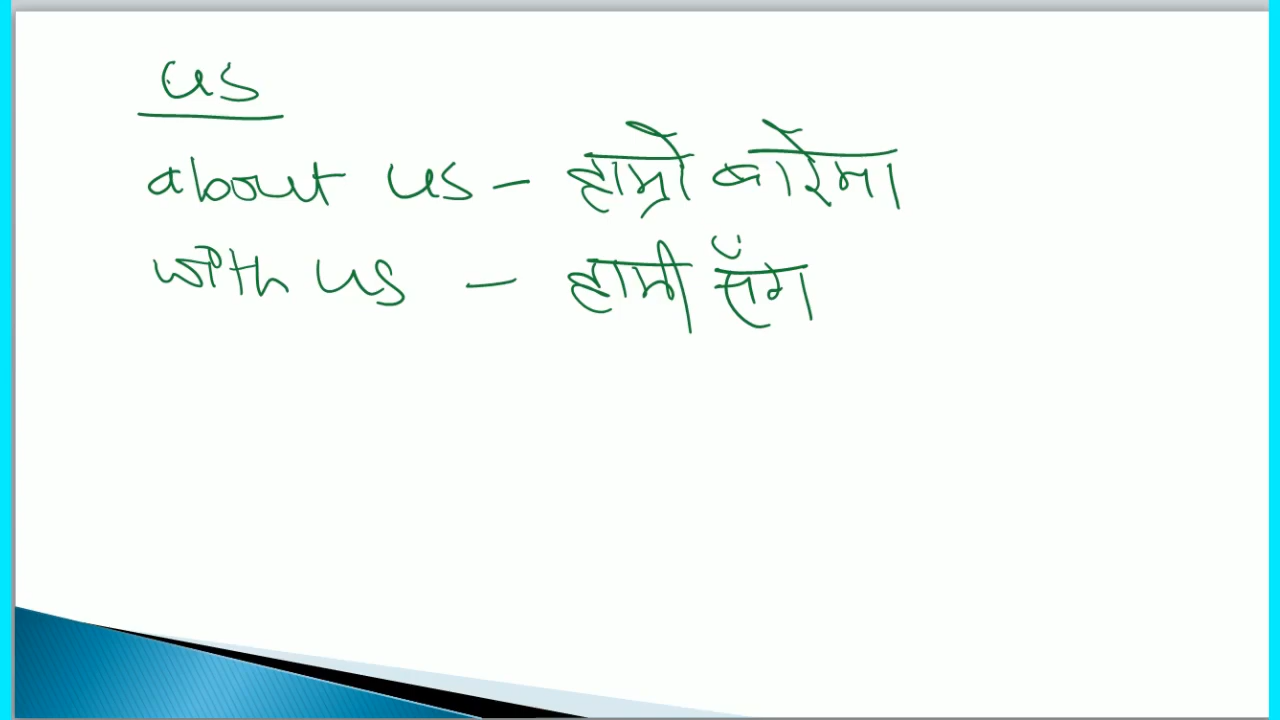 us
about us - हाम्रो बारेमा
with us - हामी सँग